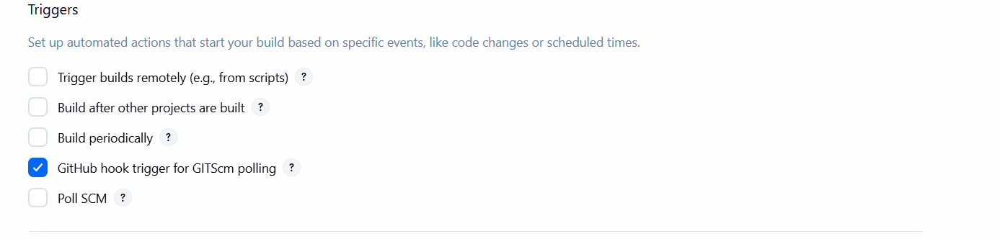 Triggers
Set up automated actions that start your build based on specific events, like code changes or scheduled times.
Trigger builds remotely (e.g., from scripts) ?
Build after other projects are built ?
Build periodically ?
GitHub hook trigger for GITScm polling ?
Poll SCM ?